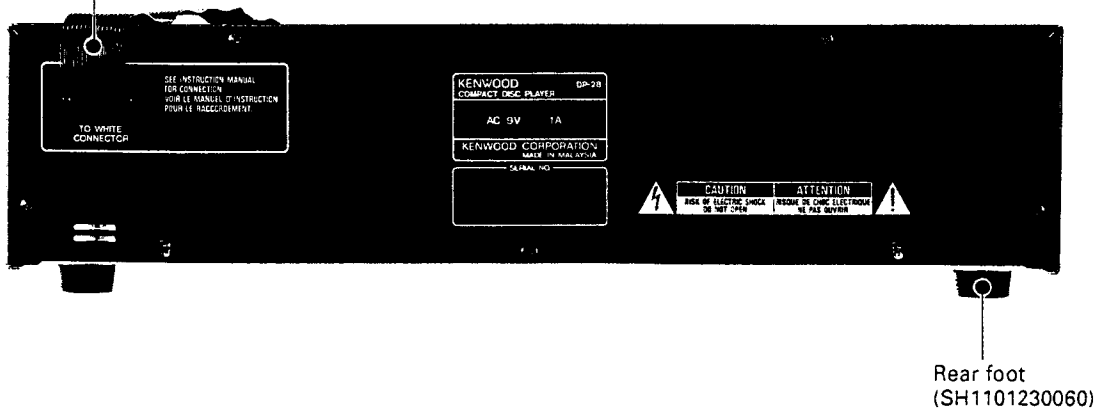 SEE INSTRUCTION MANUAL
FOR CONNECTION
VOIR LE MANUEL D'INSTRUCTION
POUR LE RACCORDEMENT
TO WHITE
CONNECTOR
KENWOOD DP-28
COMPACT DISC PLAYER
AC 9V 1A
KENWOOD CORPORATION
MADE IN MALAYSIA
SERIAL NO
CAUTION
RISK OF ELECTRIC SHOCK
DO NOT OPEN
ATTENTION
RISQUE DE CHOC ELECTRIQUE
NE PAS OUVRIR
Rear foot
(SH1101230060)